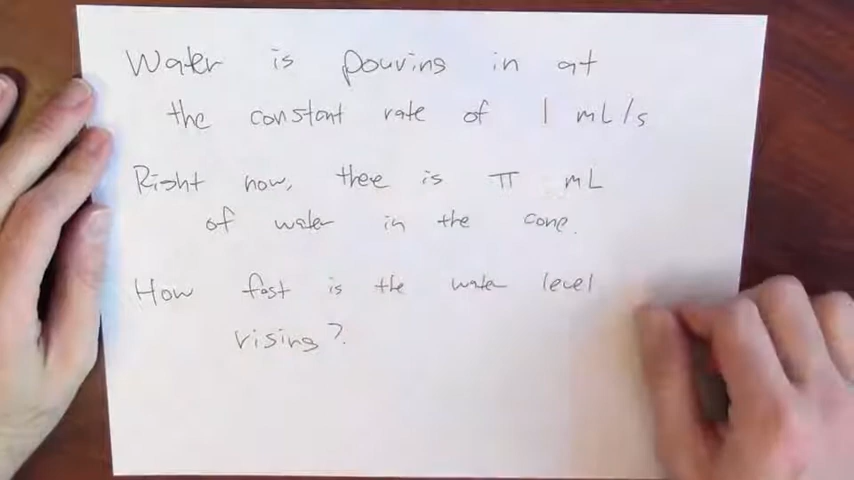 Water is pouring in at
the constant rate of 1 mL/s
Right now, there is π mL
of water in the cone.
How fast is the water level
rising?